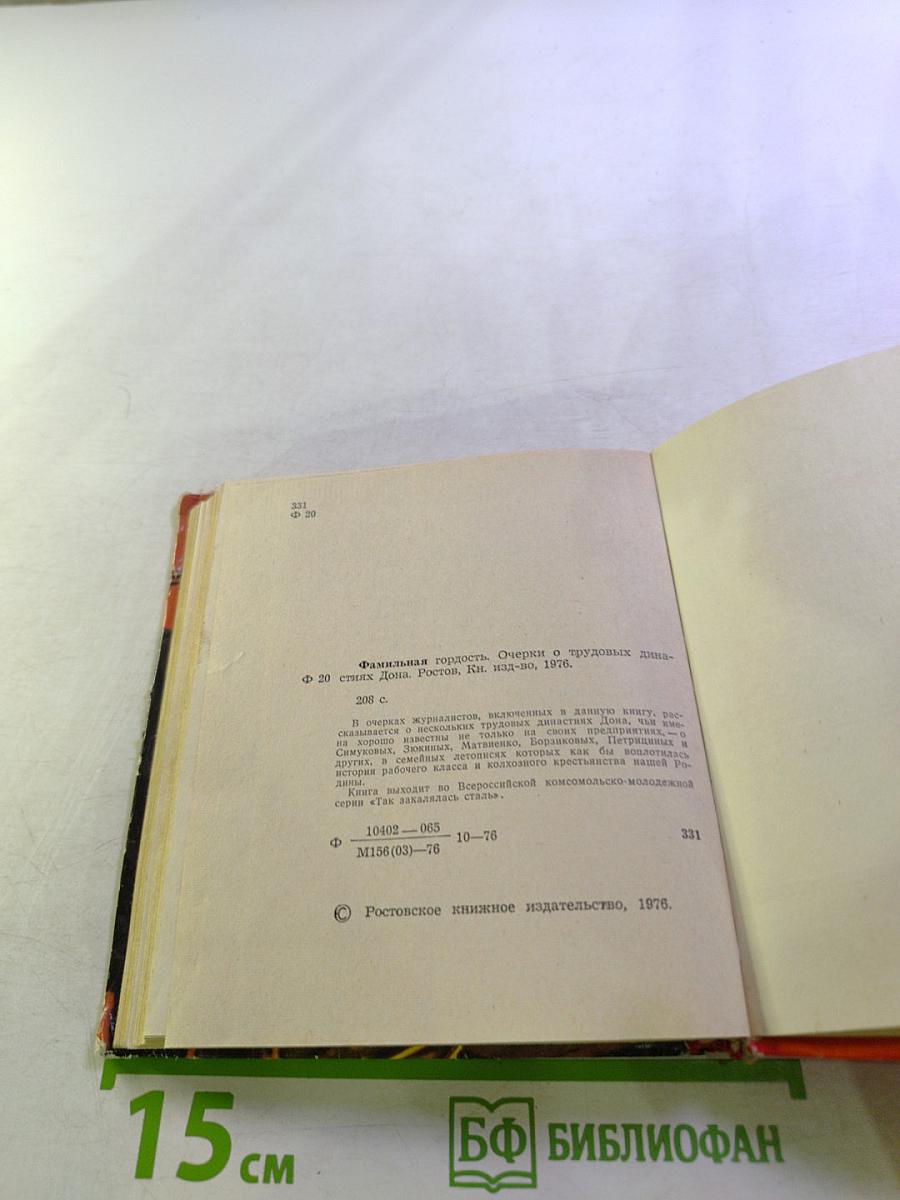 331
Ф 20
Фамильная гордость. Очерки о трудовых дина-
Ф 20 стиях Дона. Ростов, Кн. изд-во, 1976.
208 с.
В очерках журналистов, включенных в данную книгу, рас-
сказывается о нескольких трудовых династиях Дона, чьи име-
на хорошо известны не только на своих предприятиях, — о
Симуковых, Зюкиных, Матвиенко, Борзиковых, Петрициных и
других, в семейных летописях которых как бы воплотилась
история рабочего класса и колхозного крестьянства нашей Ро-
дины.
Книга выходит во Всероссийской комсомольско-молодежной
серии «Так закалялась сталь».
Ф 10402 — 065
М156(03)—76 10—76 331
© Ростовское книжное издательство, 1976.
15 см
БФ БИБЛИОФАН